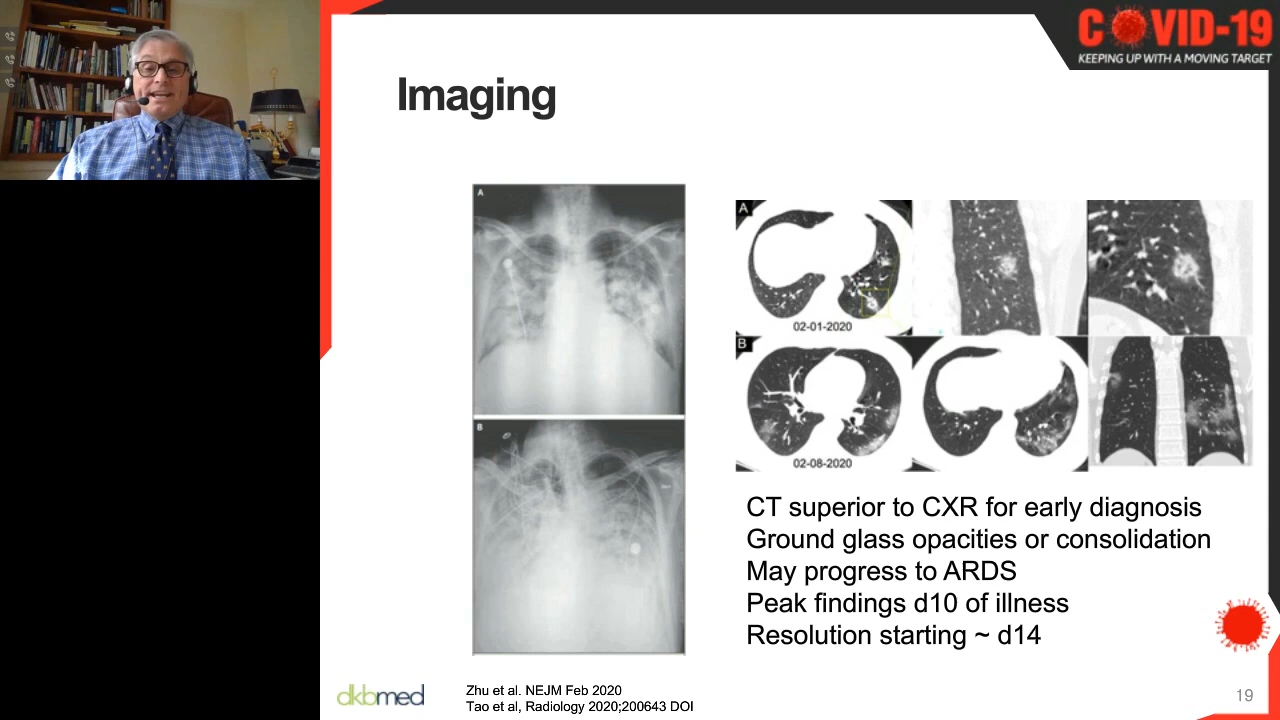 COVID-19
KEEPING UP WITH A MOVING TARGET
Imaging
A
B
A
02-01-2020
B
02-08-2020
CT superior to CXR for early diagnosis
Ground glass opacities or consolidation
May progress to ARDS
Peak findings d10 of illness
Resolution starting ~ d14
dkbmed
Zhu et al. NEJM Feb 2020
Tao et al, Radiology 2020;200643 DOI
19